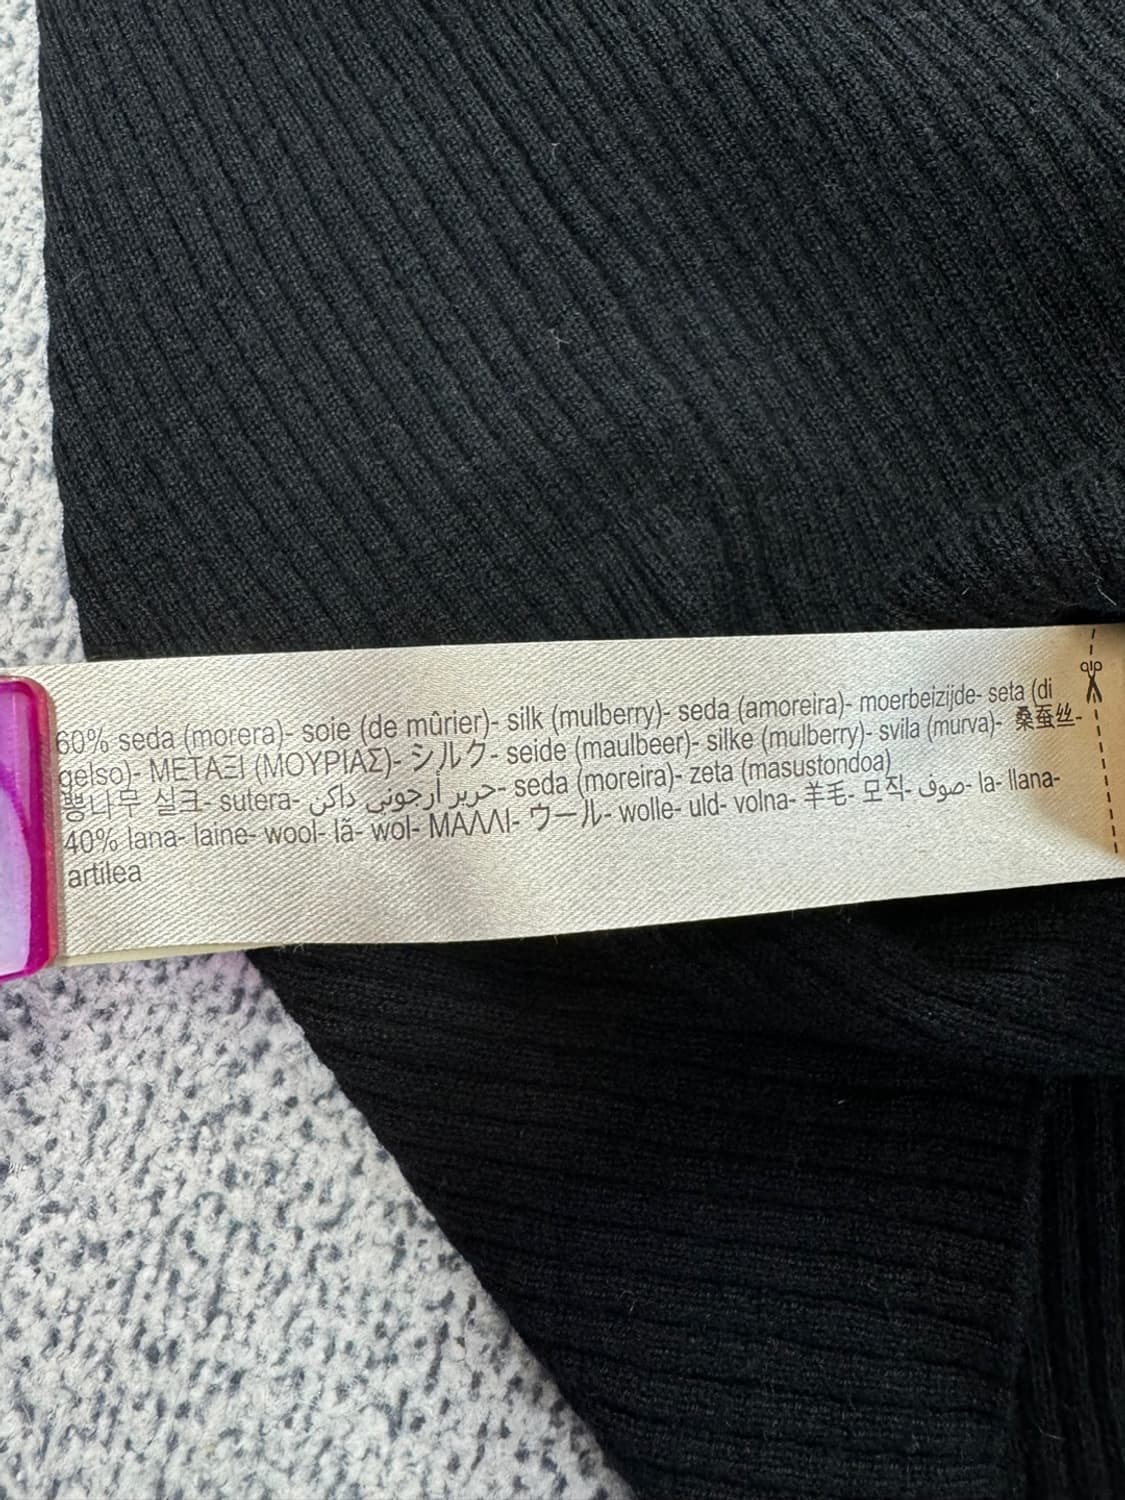 60% seda (morera)- soie (de mûrier)- silk (mulberry)- seda (amoreira)- moerbeizijde- seta (di
gelso)- ΜΕΤΑΞΙ (ΜΟΥΡΙΑΣ)- シルク- seide (maulbeer)- silke (mulberry)- svila (murva)- 桑蚕丝-
뽕나무 실크- sutera- حرير أرجوني داكن- seda (moreira)- zeta (masustondoa)
40% lana- laine- wool- lã- wol- ΜΑΛΛΙ- ウール- wolle- uld- volna- 羊毛- 모직- صوف- la- llana-
artilea